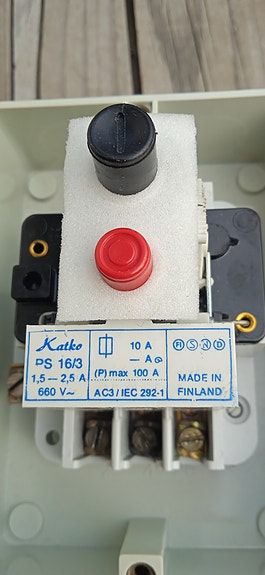 Katko
PS 16/3
1,5 – 2,5 A
660 V~
10 A
— A
(P) max 100 A
AC3 / IEC 292-1
FI S N D
MADE IN
FINLAND
I